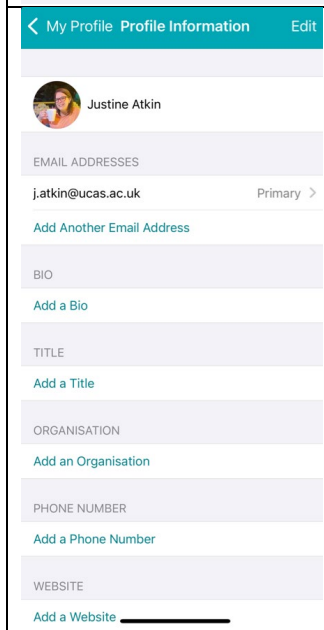 My Profile Profile Information Edit
Justine Atkin
EMAIL ADDRESSES
j.atkin@ucas.ac.uk Primary
Add Another Email Address
BIO
Add a Bio
TITLE
Add a Title
ORGANISATION
Add an Organisation
PHONE NUMBER
Add a Phone Number
WEBSITE
Add a Website